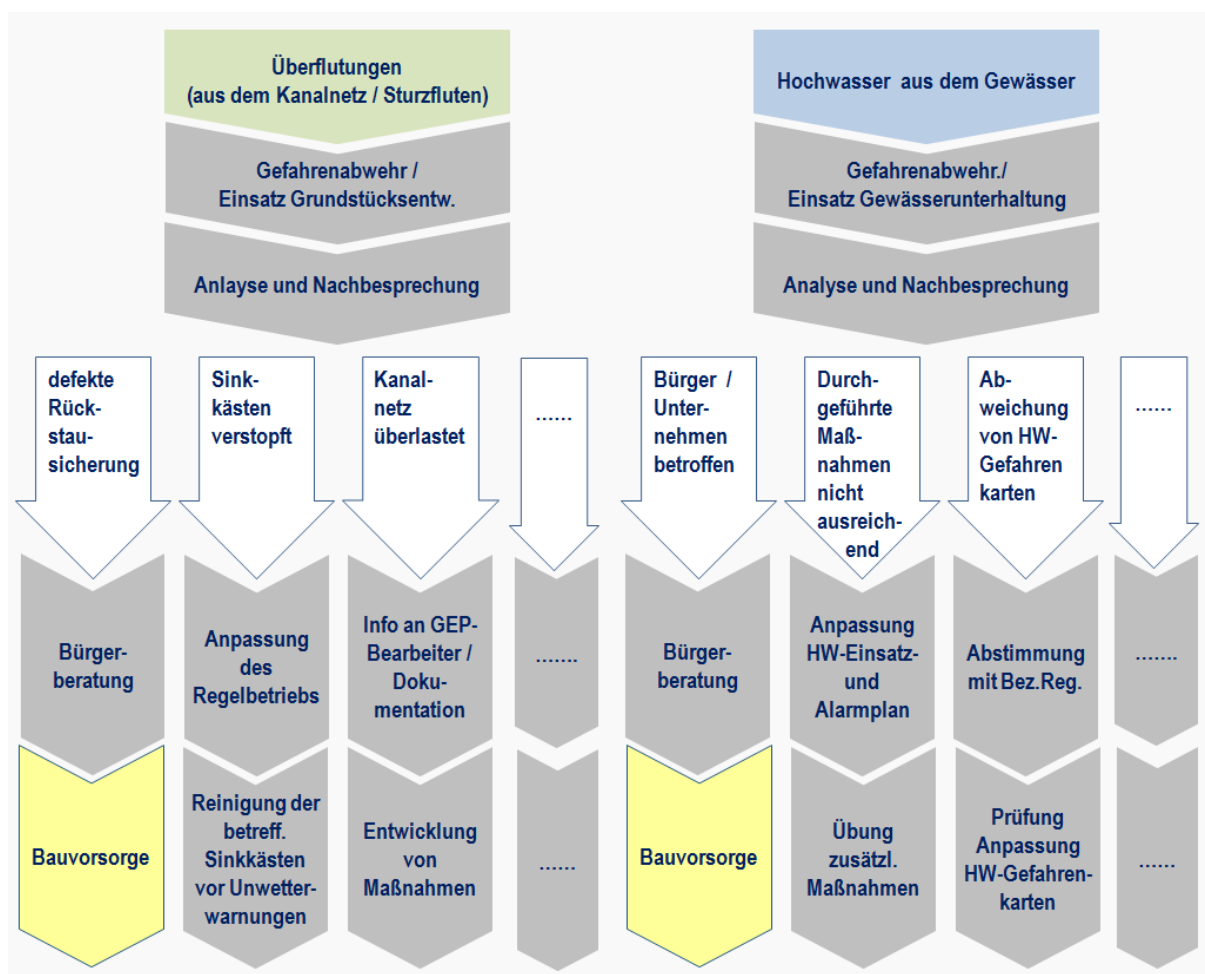 Überflutungen
(aus dem Kanalnetz / Sturzfluten)
Gefahrenabwehr /
Einsatz Grundstücksentw.
Anlayse und Nachbesprechung
Hochwasser aus dem Gewässer
Gefahrenabwehr./
Einsatz Gewässerunterhaltung
Analyse und Nachbesprechung
defekte
Rück-
stau-
sicherung
Sink-
kästen
verstopft
Kanal-
netz
überlastet
......
Bürger /
Unter-
nehmen
betroffen
Durch-
geführte
Maß-
nahmen
nicht
ausreich-
end
Ab-
weichung
von HW-
Gefahren
karten
......
Bürger-
beratung
Anpassung
des
Regelbetriebs
Info an GEP-
Bearbeiter /
Doku-
mentation
.......
Bürger-
beratung
Anpassung
HW-Einsatz-
und
Alarmplan
Abstimmung
mit Bez.Reg.
.......
Bauvorsorge
Reinigung der
betreff.
Sinkkästen
vor Unwetter-
warnungen
Entwicklung
von
Maßnahmen
......
Bauvorsorge
Übung
zusätzl.
Maßnahmen
Prüfung
Anpassung
HW-Gefahren-
karten
......